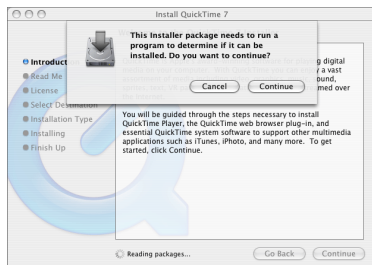 Install QuickTime 7
This Installer package needs to run a
program to determine if it can be
installed. Do you want to continue?
Cancel
Continue
Introduct
Read Me
License
Select Destination
Installation Type
Installing
Finish Up
digital
a vast
med over
You will be guided through the steps necessary to install
QuickTime Player, the QuickTime web browser plug-in, and
essential QuickTime system software to support other multimedia
applications such as iTunes, iPhoto, and many more. To get
started, click Continue.
Reading packages...
Go Back
Continue